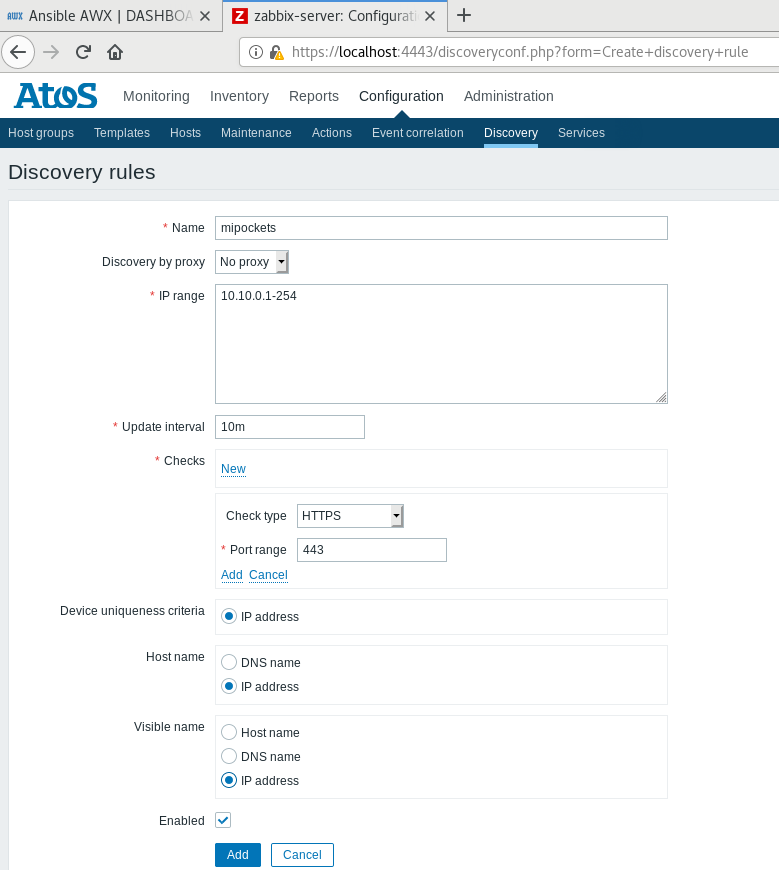 AWX Ansible AWX | DASHBOA
Z zabbix-server: Configurati
https://localhost:4443/discoveryconf.php?form=Create+discovery+rule
Atos Monitoring Inventory Reports Configuration Administration
Host groups Templates Hosts Maintenance Actions Event correlation Discovery Services
Discovery rules
* Name mipockets
Discovery by proxy No proxy
* IP range 10.10.0.1-254
* Update interval 10m
* Checks
New
Check type HTTPS
* Port range 443
Add Cancel
Device uniqueness criteria IP address
Host name DNS name
IP address
Visible name Host name
DNS name
IP address
Enabled
Add Cancel